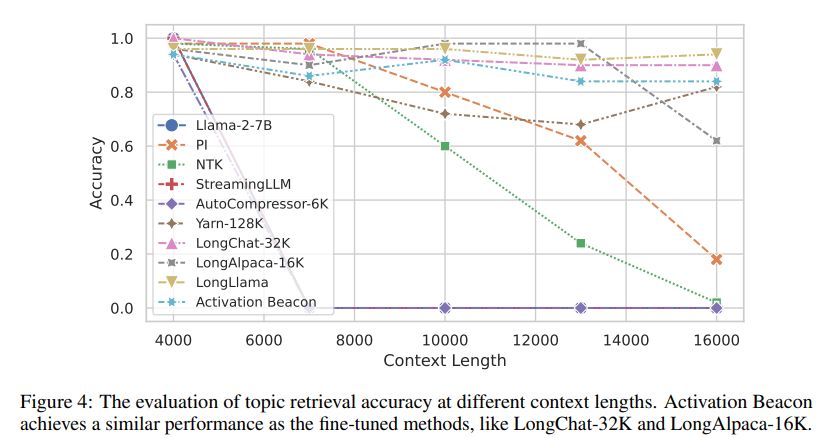 1.0
0.8
0.6
0.4
0.2
0.0
Accuracy
Llama-2-7B
PI
NTK
StreamingLLM
AutoCompressor-6K
Yarn-128K
LongChat-32K
LongAlpaca-16K
LongLlama
Activation Beacon
4000 6000 8000 10000 12000 14000 16000
Context Length
Figure 4: The evaluation of topic retrieval accuracy at different context lengths. Activation Beacon
achieves a similar performance as the fine-tuned methods, like LongChat-32K and LongAlpaca-16K.